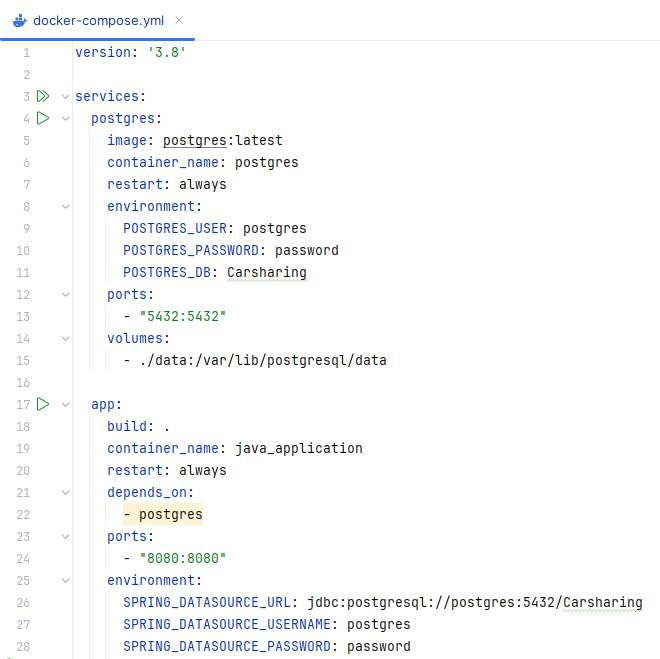 docker-compose.yml
1 version: '3.8'
2
3 services:
4   postgres:
5     image: postgres:latest
6     container_name: postgres
7     restart: always
8     environment:
9       POSTGRES_USER: postgres
10       POSTGRES_PASSWORD: password
11       POSTGRES_DB: Carsharing
12     ports:
13       - "5432:5432"
14     volumes:
15       - ./data:/var/lib/postgresql/data
16
17   app:
18     build: .
19     container_name: java_application
20     restart: always
21     depends_on:
22       - postgres
23     ports:
24       - "8080:8080"
25     environment:
26       SPRING_DATASOURCE_URL: jdbc:postgresql://postgres:5432/Carsharing
27       SPRING_DATASOURCE_USERNAME: postgres
28       SPRING_DATASOURCE_PASSWORD: password